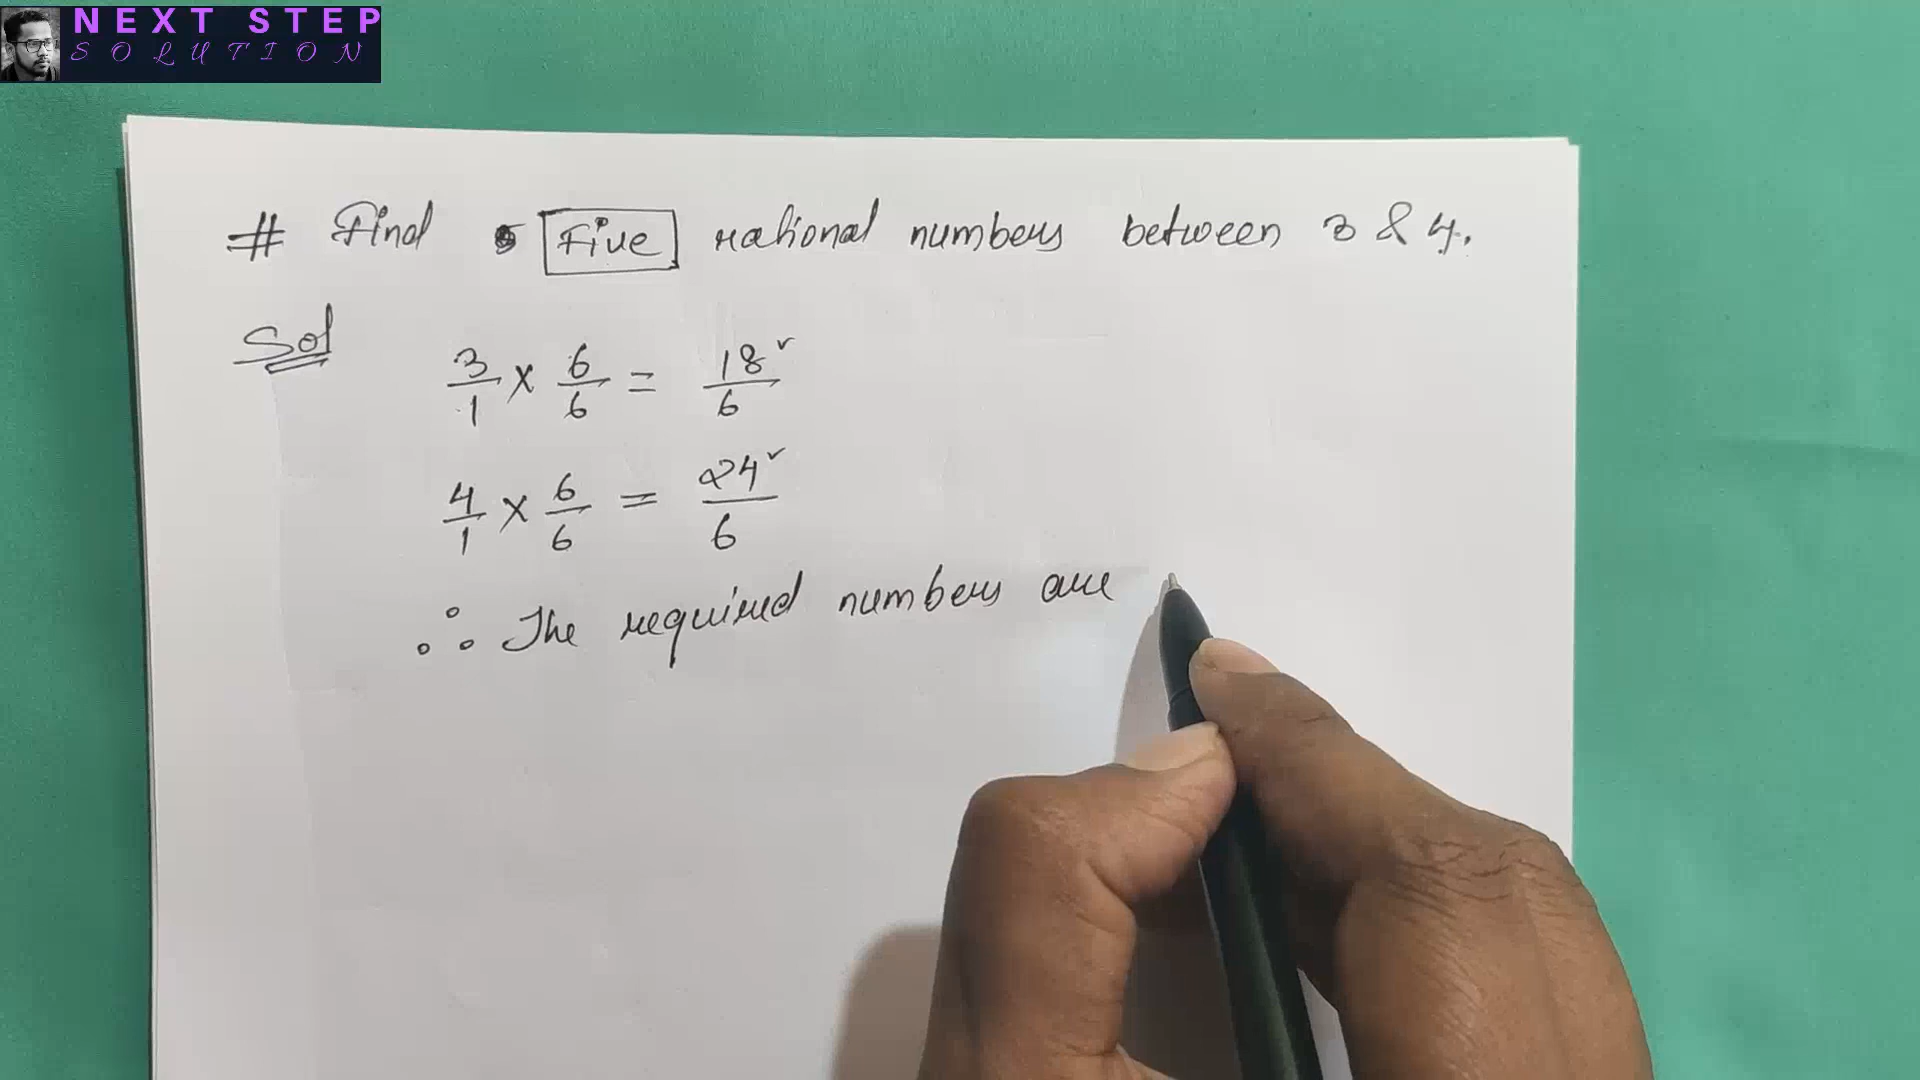 NEXT STEP
SOLUTION
# Find Five rational numbers between 3 & 4.
Sol
3/1 × 6/6 = 18/6
4/1 × 6/6 = 24/6
∴ The required numbers are